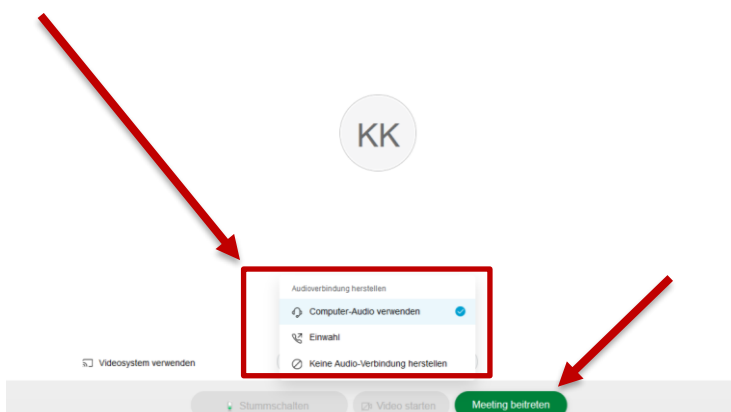 KK
Audioverbindung herstellen
Computer-Audio verwenden
Einwahl
Keine Audio-Verbindung herstellen
Videosystem verwenden
Stummschalten
Video starten
Meeting beitreten